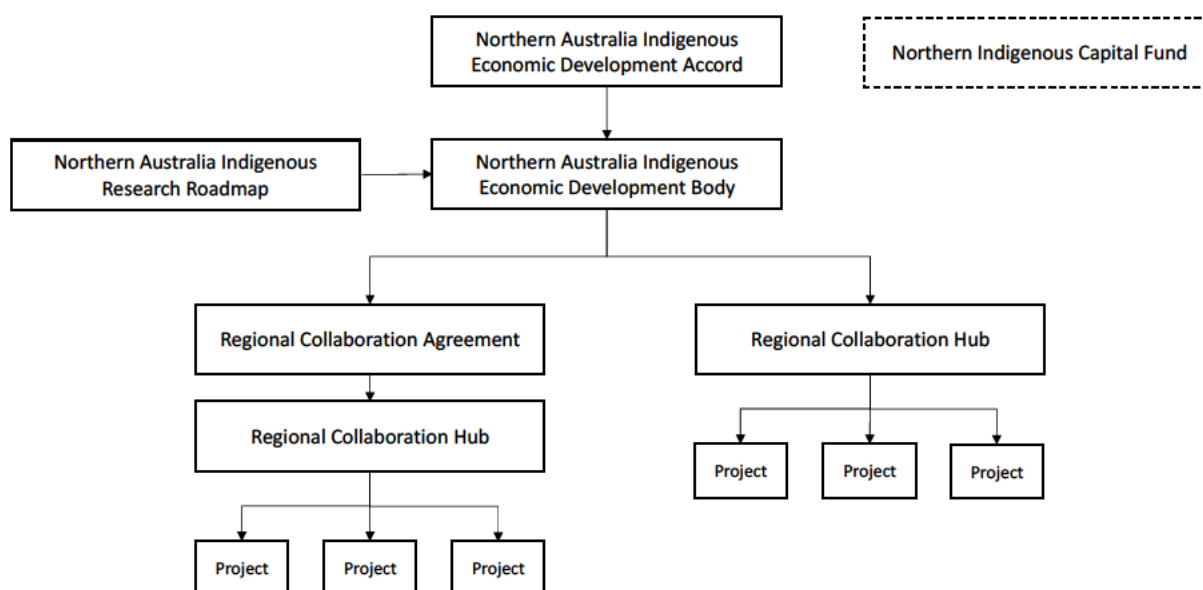 Northern Australia Indigenous
Economic Development Accord
Northern Indigenous Capital Fund
Northern Australia Indigenous
Research Roadmap
Northern Australia Indigenous
Economic Development Body
Regional Collaboration Agreement
Regional Collaboration Hub
Regional Collaboration Hub
Project
Project
Project
Project
Project
Project